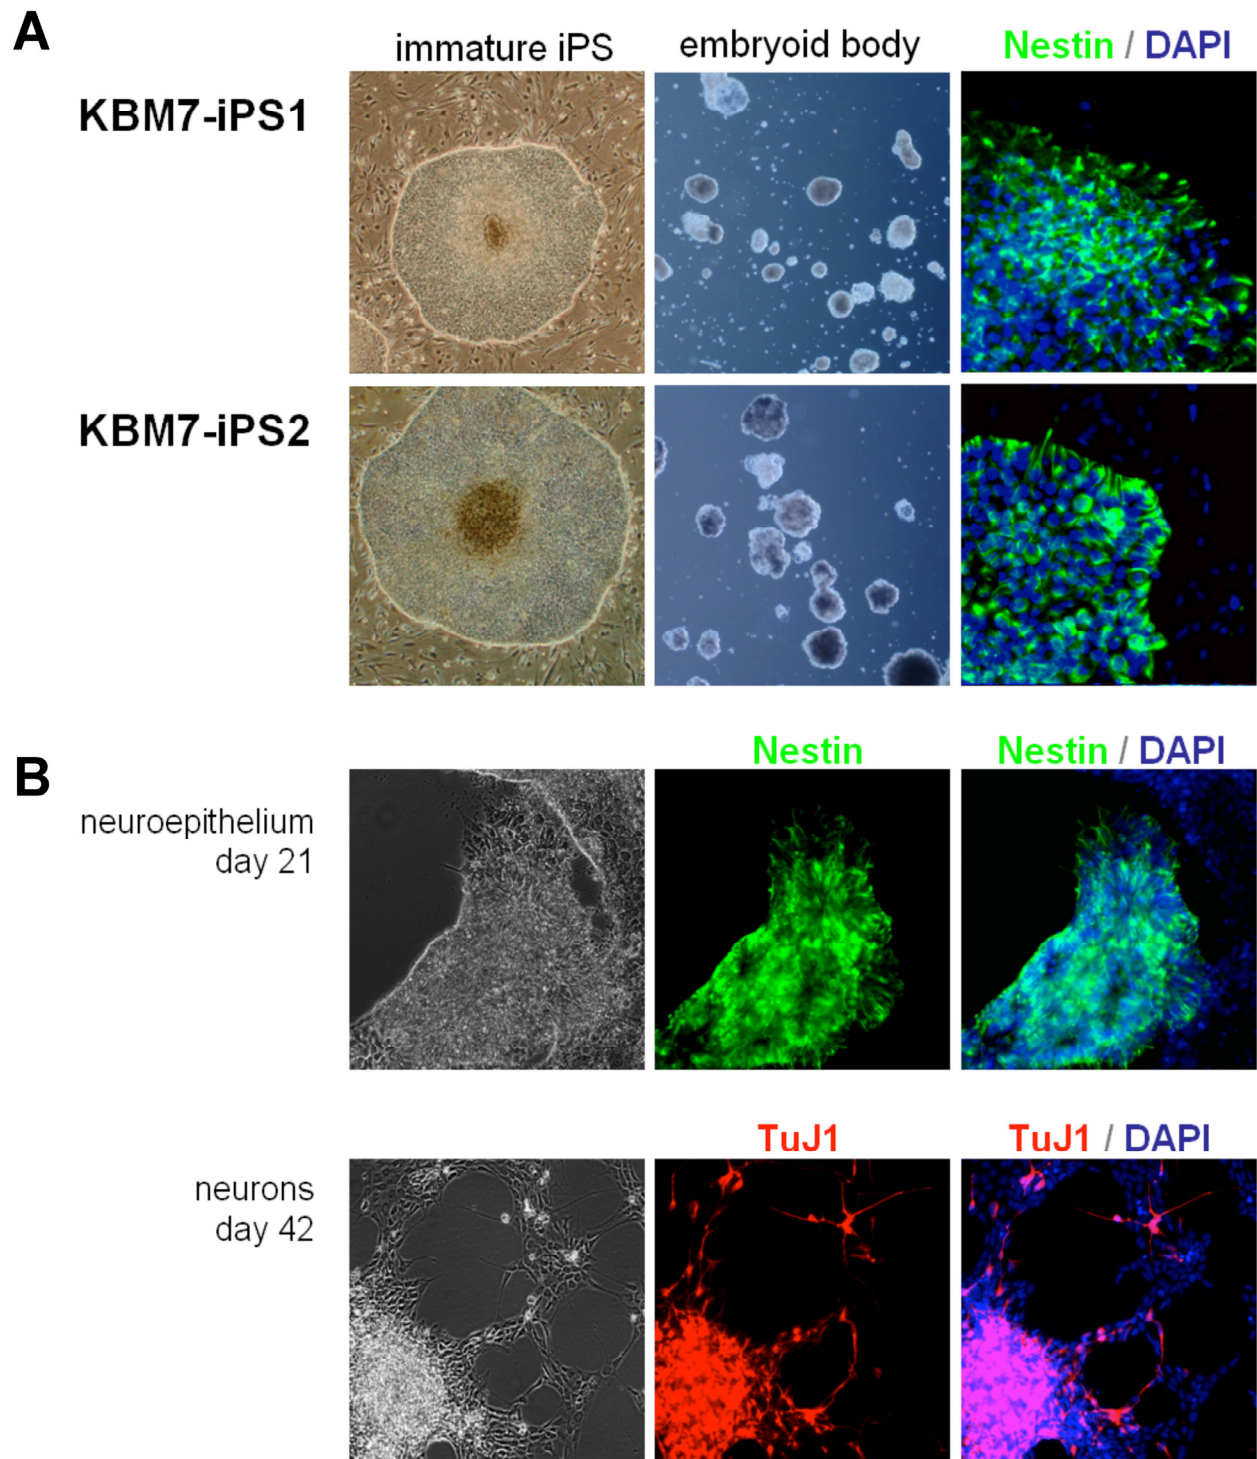 A
immature iPS
embryoid body
Nestin / DAPI
KBM7-iPS1
KBM7-iPS2
B
Nestin
Nestin / DAPI
neuroepithelium
day 21
TuJ1
TuJ1 / DAPI
neurons
day 42